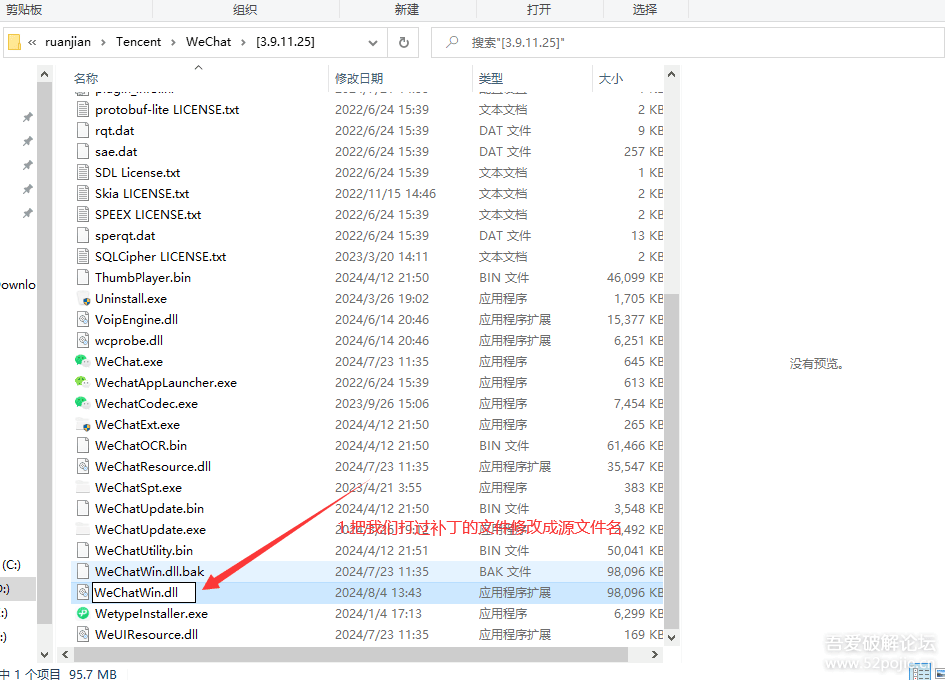 剪贴板 组织 新建 打开 选择
« ruanjian › Tencent › WeChat › [3.9.11.25] 搜索"[3.9.11.25]"
名称 修改日期 类型 大小
protobuf-lite LICENSE.txt 2022/6/24 15:39 文本文档 2 KB
rqt.dat 2022/6/24 15:39 DAT 文件 9 KB
sae.dat 2022/6/24 15:39 DAT 文件 257 KB
SDL License.txt 2022/6/24 15:39 文本文档 1 KB
Skia LICENSE.txt 2022/11/15 14:46 文本文档 2 KB
SPEEX LICENSE.txt 2022/6/24 15:39 文本文档 2 KB
sperqt.dat 2022/6/24 15:39 DAT 文件 13 KB
SQLCipher LICENSE.txt 2023/3/20 14:11 文本文档 2 KB
ThumbPlayer.bin 2024/4/12 21:50 BIN 文件 46,099 KB
ownlo
Uninstall.exe 2024/3/26 19:02 应用程序 1,705 KB
VoipEngine.dll 2024/6/14 20:46 应用程序扩展 15,377 KB
wcprobe.dll 2024/6/14 20:46 应用程序扩展 6,251 KB
WeChat.exe 2024/7/23 11:35 应用程序 645 KB
没有预览。
WechatAppLauncher.exe 2022/6/24 15:39 应用程序 613 KB
WechatCodec.exe 2023/9/26 15:06 应用程序 7,454 KB
WeChatExt.exe 2024/4/12 21:50 应用程序 265 KB
WeChatOCR.bin 2024/4/12 21:50 BIN 文件 61,466 KB
WeChatResource.dll 2024/7/23 11:35 应用程序扩展 35,547 KB
WeChatSpt.exe 2023/4/21 3:55 应用程序 383 KB
WeChatUpdate.bin 2024/4/12 21:50 BIN 文件 3,548 KB
WeChatUpdate.exe 应用程序 2,492 KB
1.把我们打过补丁的文件修改成源文件名
WeChatUtility.bin 2024/4/12 21:51 BIN 文件 50,041 KB
(C:)
WeChatWin.dll.bak 2024/7/23 11:35 BAK 文件 98,096 KB
WeChatWin.dll 2024/8/4 13:43 应用程序扩展 98,096 KB
WetypeInstaller.exe 2024/1/4 17:13 应用程序 6,299 KB
WeUIResource.dll 2024/7/23 11:35 应用程序扩展 169 KB
吾爱破解论坛
www.52pojie.cn
中 1 个项目 95.7 MB